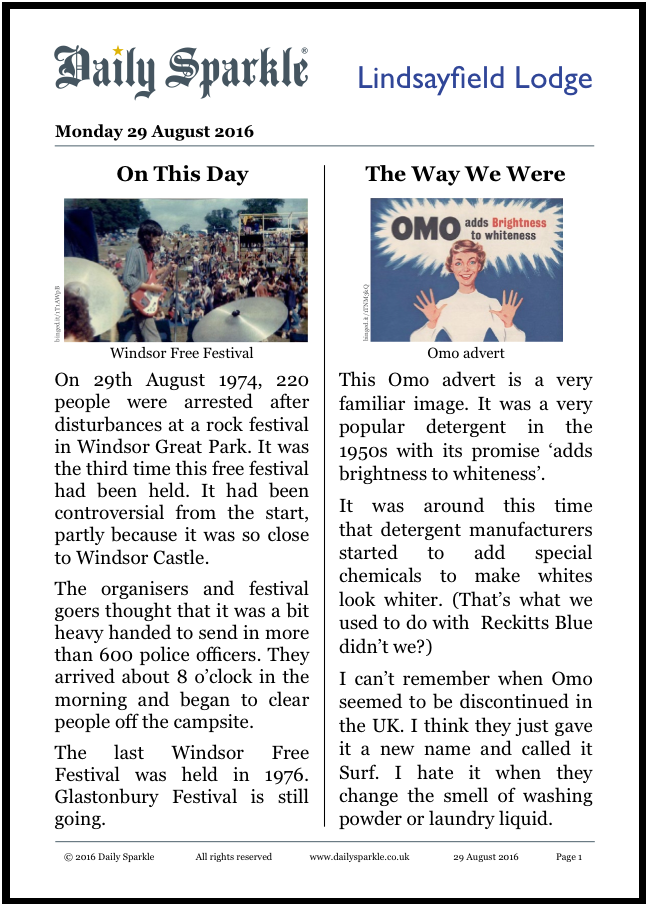 Daily Sparkle®
Lindsayfield Lodge
Monday 29 August 2016
On This Day
Windsor Free Festival
On 29th August 1974, 220
people were arrested after
disturbances at a rock festival
in Windsor Great Park. It was
the third time this free festival
had been held. It had been
controversial from the start,
partly because it was so close
to Windsor Castle.
The organisers and festival
goers thought that it was a bit
heavy handed to send in more
than 600 police officers. They
arrived about 8 o’clock in the
morning and began to clear
people off the campsite.
The last Windsor Free
Festival was held in 1976.
Glastonbury Festival is still
going.
The Way We Were
OMO adds Brightness
to whiteness
Omo advert
This Omo advert is a very
familiar image. It was a very
popular detergent in the
1950s with its promise ‘adds
brightness to whiteness’.
It was around this time
that detergent manufacturers
started to add special
chemicals to make whites
look whiter. (That’s what we
used to do with Reckitts Blue
didn’t we?)
I can’t remember when Omo
seemed to be discontinued in
the UK. I think they just gave
it a new name and called it
Surf. I hate it when they
change the smell of washing
powder or laundry liquid.
© 2016 Daily Sparkle All rights reserved www.dailysparkle.co.uk 29 August 2016 Page 1